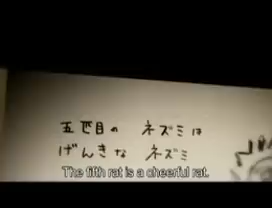 五匹目の ネズミは
げんきな ネズミ
The fifth rat is a cheerful rat.